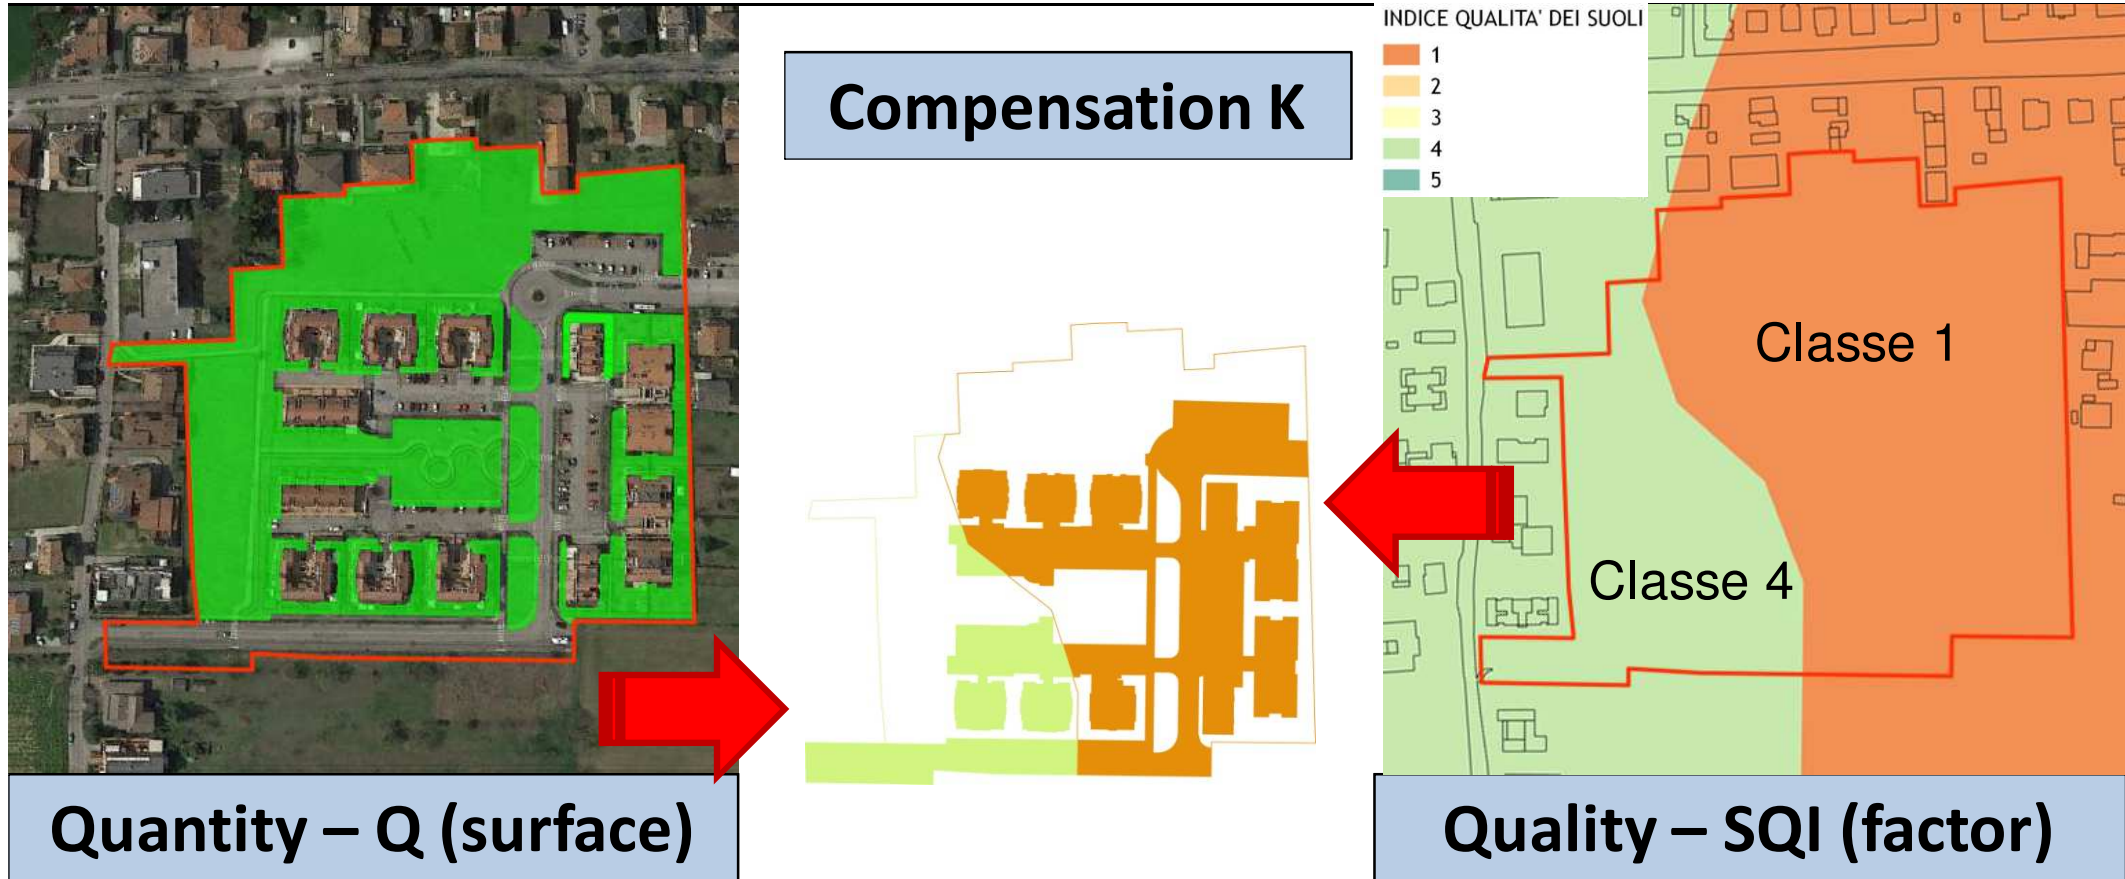 Compensation K
INDICE QUALITA' DEI SUOLI
1
2
3
4
5
Classe 1
Classe 4
Quantity – Q (surface)
Quality – SQI (factor)